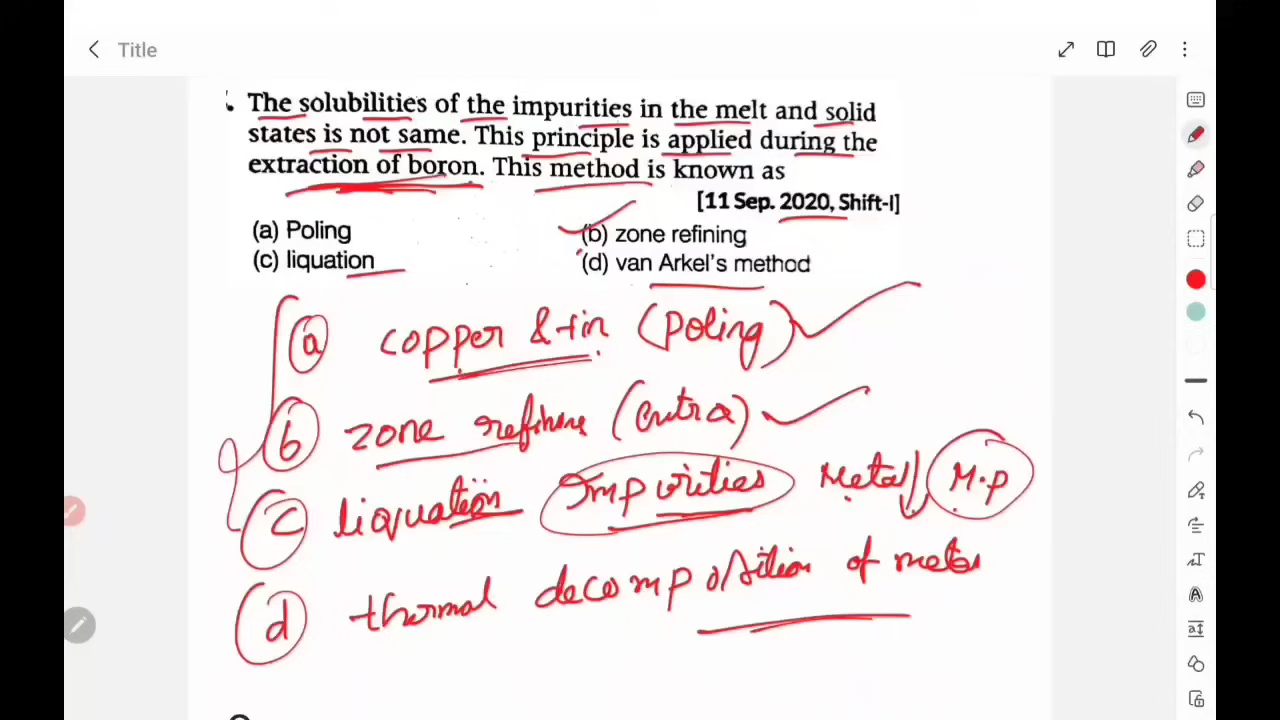 Title
The solubilities of the impurities in the melt and solid
states is not same. This principle is applied during the
extraction of boron. This method is known as
[11 Sep. 2020, Shift-I]
(a) Poling
(b) zone refining
(c) liquation
(d) van Arkel's method
a copper & tin (Poling)
b zone (
c liquation Impurities Metal M.p
d thermal decomposition of metal